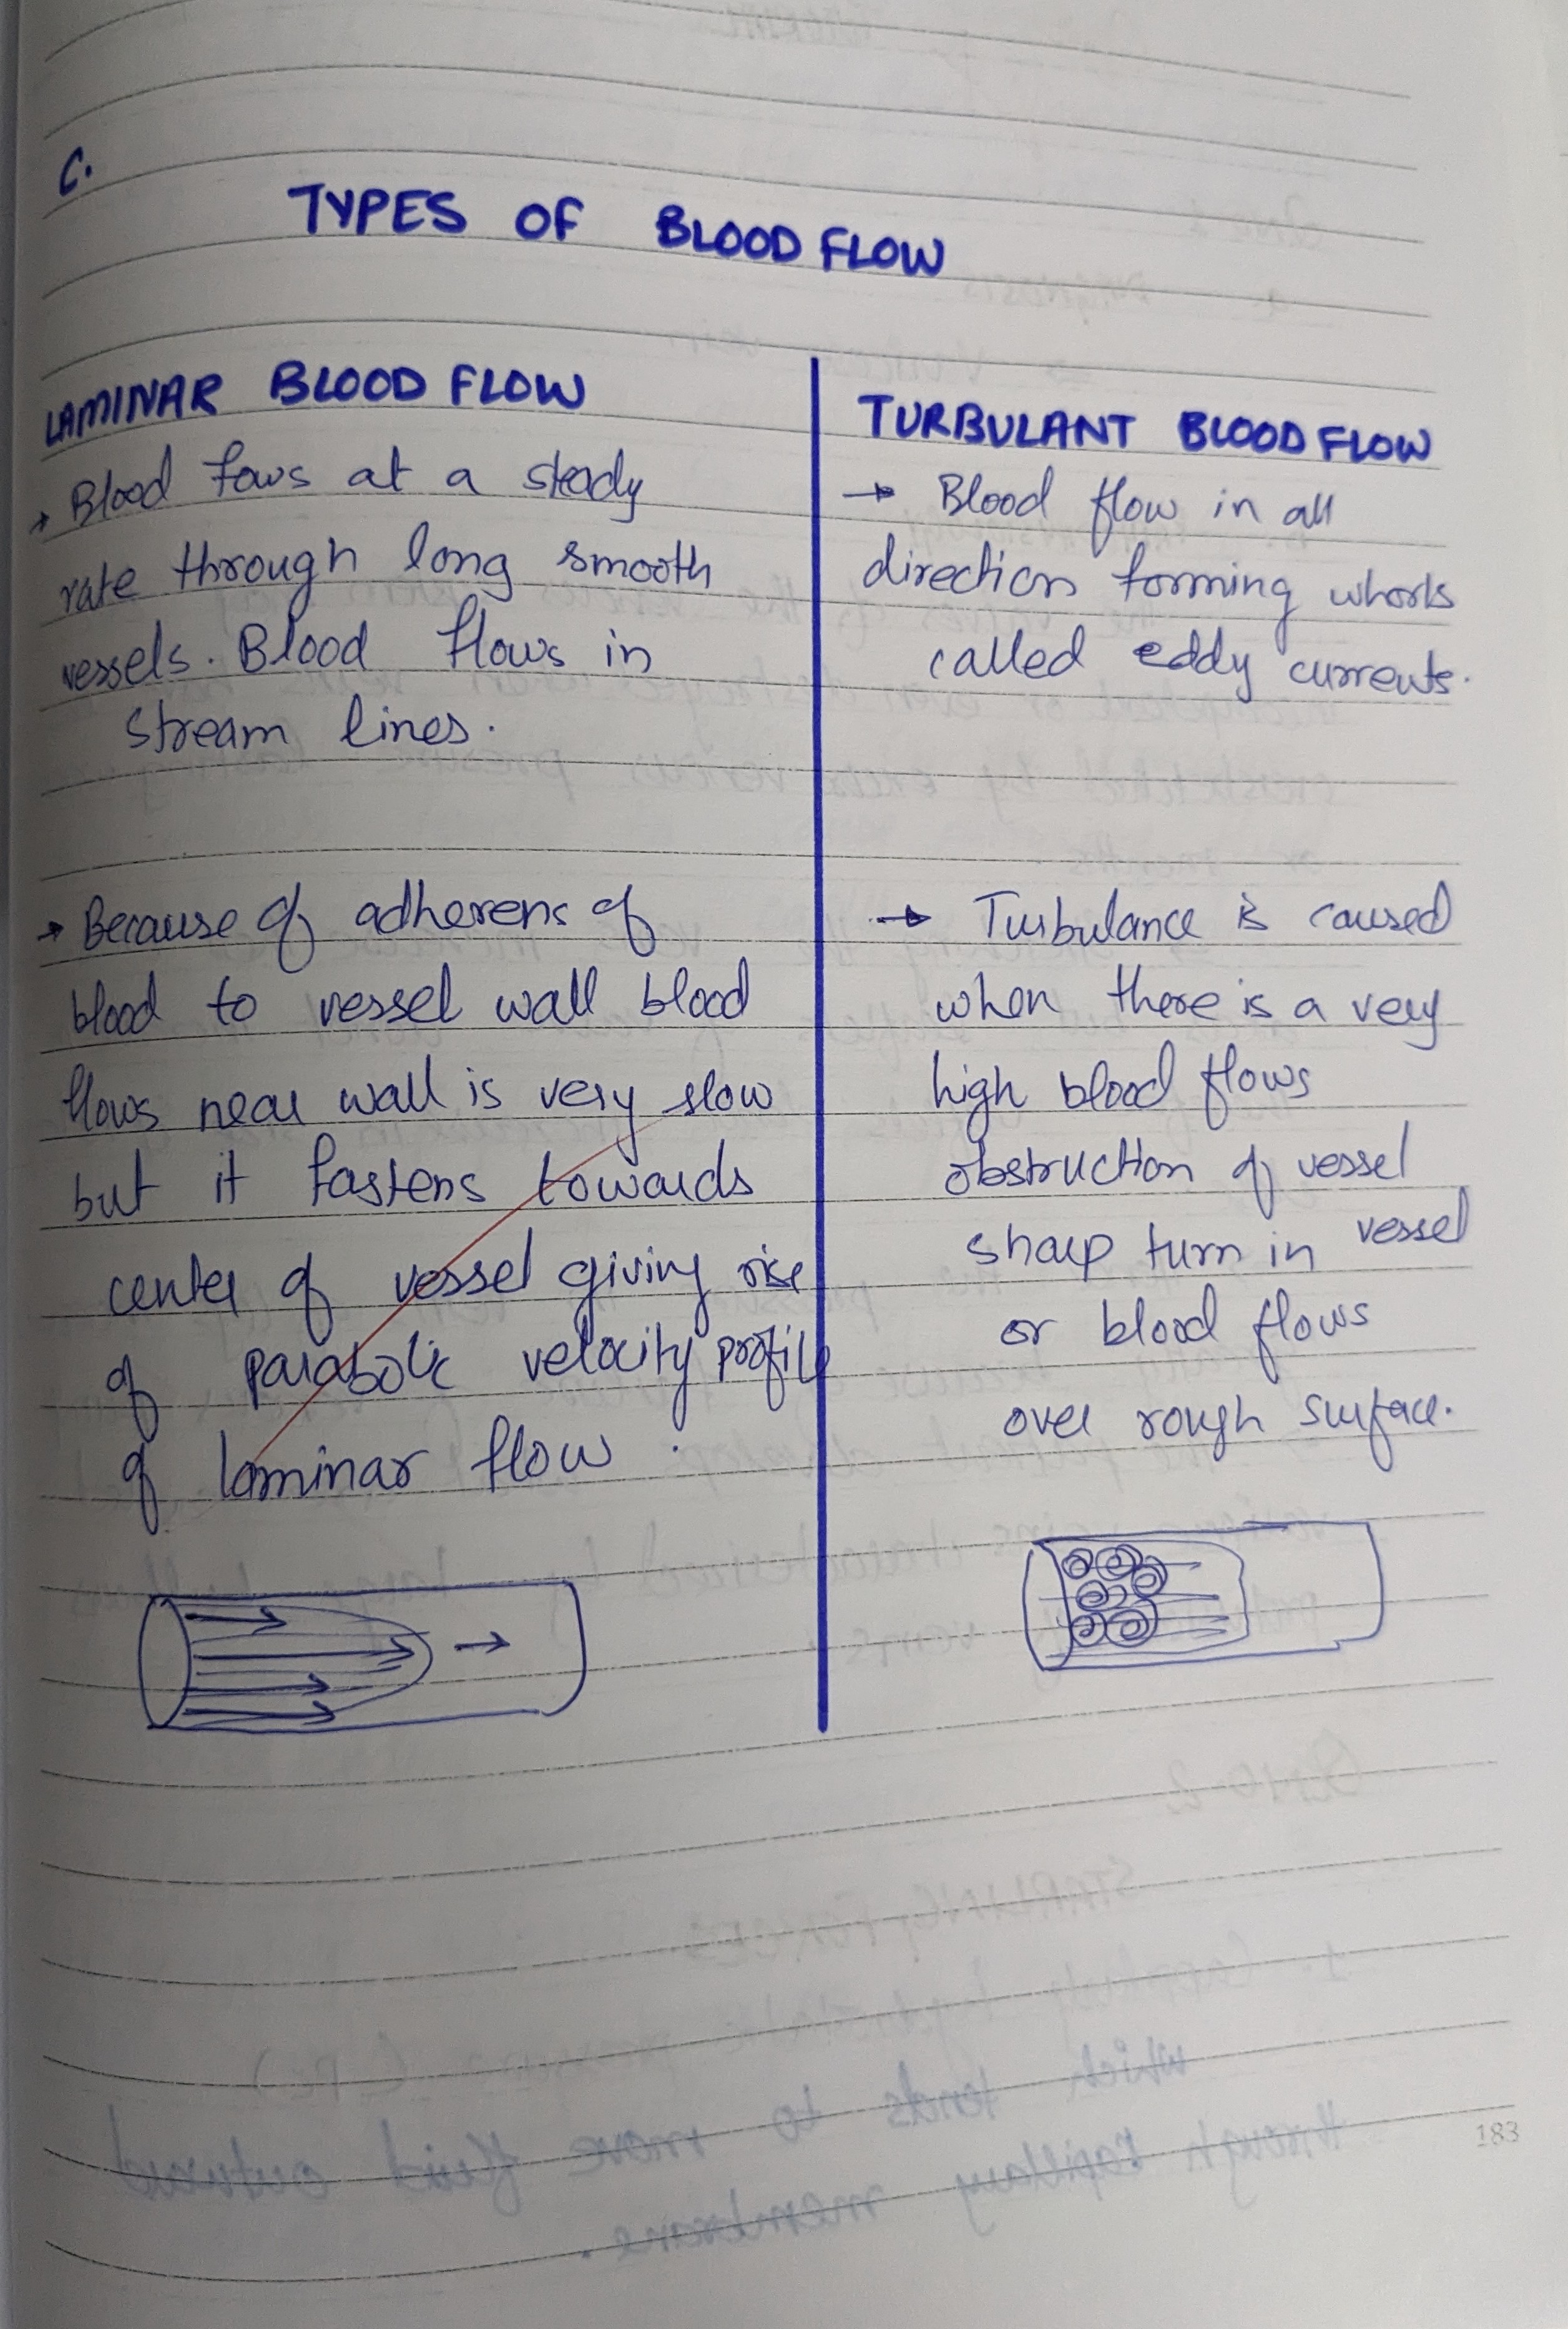 C.
TYPES OF BLOOD FLOW
LAMINAR BLOOD FLOW
→ Blood fows at a steady
rate through long smooth
vessels. Blood flows in
stream lines.
→ Because of adherens of
blood to vessel wall blood
flows near wall is very slow
but it fastens towards
center of vessel giving rise
of parabolic velocity profile
of laminar flow.
TURBULANT BLOOD FLOW
→ Blood flow in all
direction forming whorls
called eddy currents.
→ Turbulance is caused
when there is a very
high blood flows
obstruction of vessel
sharp turn in vessel
or blood flows
over rough surface.
183